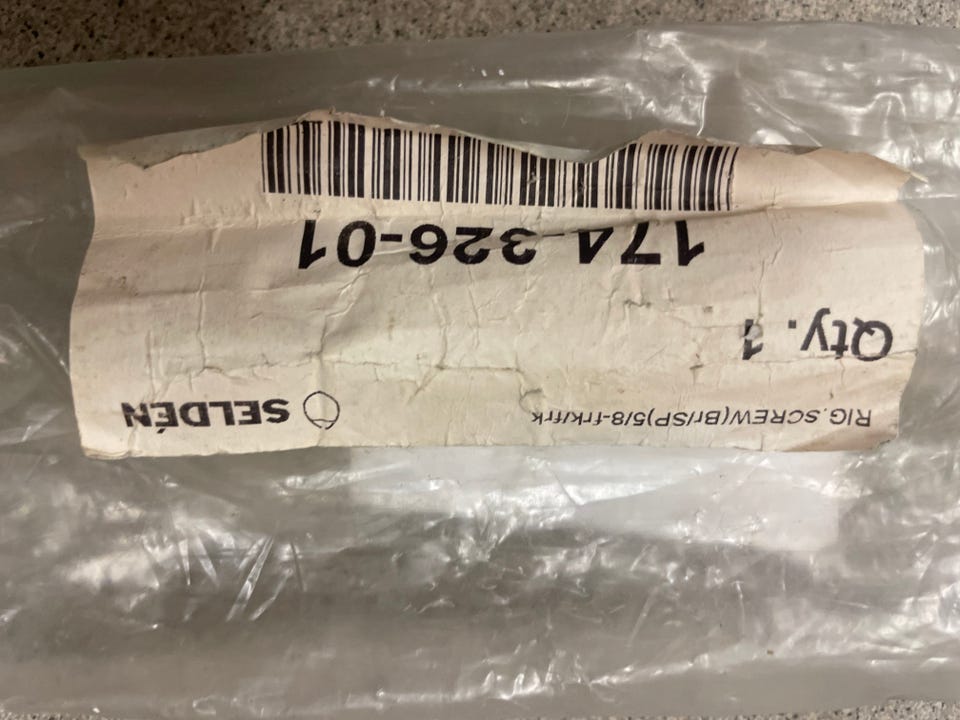 RIG.SCREW(Br/SP)5/8-frk/frk SELDÉN
Qty. 1
174-326-01